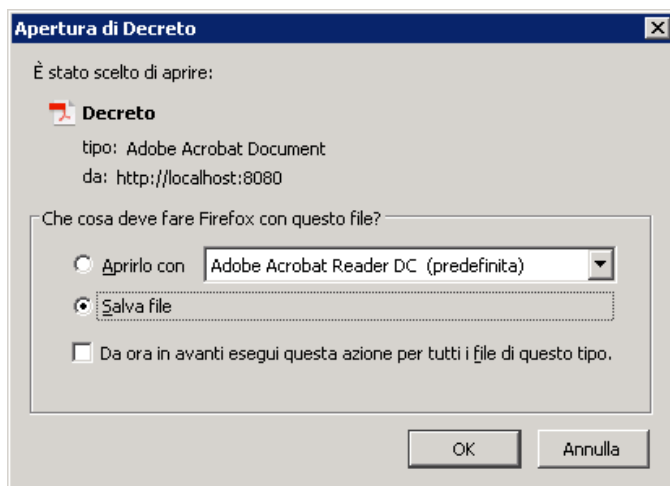 Apertura di Decreto
È stato scelto di aprire:
Decreto
tipo: Adobe Acrobat Document
da: http://localhost:8080
Che cosa deve fare Firefox con questo file?
Aprirlo con Adobe Acrobat Reader DC (predefinita)
Salva file
Da ora in avanti esegui questa azione per tutti i file di questo tipo.
OK Annulla